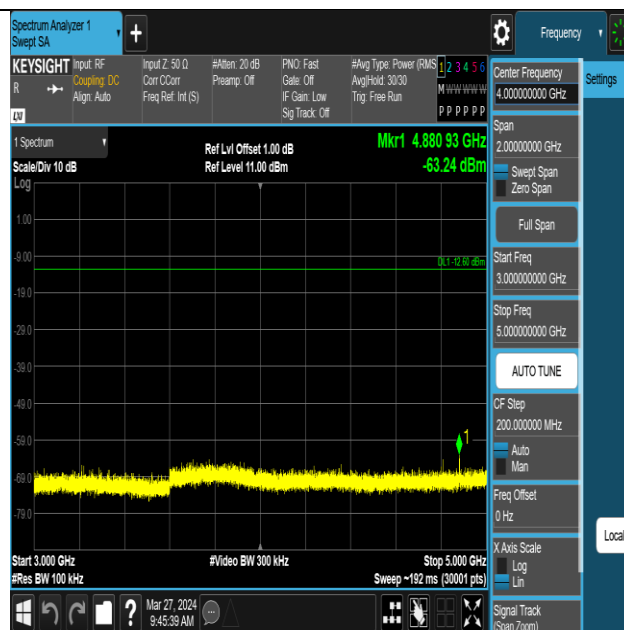 Spectrum Analyzer 1
Swept SA
+
Frequency
KEYSIGHT
R
LXI
Input: RF
Coupling: DC
Align: Auto
Input Z: 50 Ω
Corr CCorr
Freq Ref: Int (S)
#Atten: 20 dB
Preamp: Off
PNO: Fast
Gate: Off
IF Gain: Low
Sig Track: Off
#Avg Type: Power (RMS
Avg|Hold: 30/30
Trig: Free Run
1 2 3 4 5 6
M W W W W W
P P P P P P
1 Spectrum
Scale/Div 10 dB
Log
Ref Lvl Offset 1.00 dB
Ref Level 11.00 dBm
Mkr1 4.880 93 GHz
-63.24 dBm
1.00
-9.00
DL1 -12.60 dBm
-19.0
-29.0
-39.0
-49.0
-59.0
1
-69.0
-79.0
Start 3.000 GHz
#Video BW 300 kHz
Stop 5.000 GHz
#Res BW 100 kHz
Sweep ~192 ms (30001 pts)
?
Mar 27, 2024
9:45:39 AM
Center Frequency
4.000000000 GHz
Settings
Span
2.00000000 GHz
Swept Span
Zero Span
Full Span
Start Freq
3.000000000 GHz
Stop Freq
5.000000000 GHz
AUTO TUNE
CF Step
200.000000 MHz
Auto
Man
Freq Offset
0 Hz
Local
X Axis Scale
Log
Lin
Signal Track
(Span Zoom)